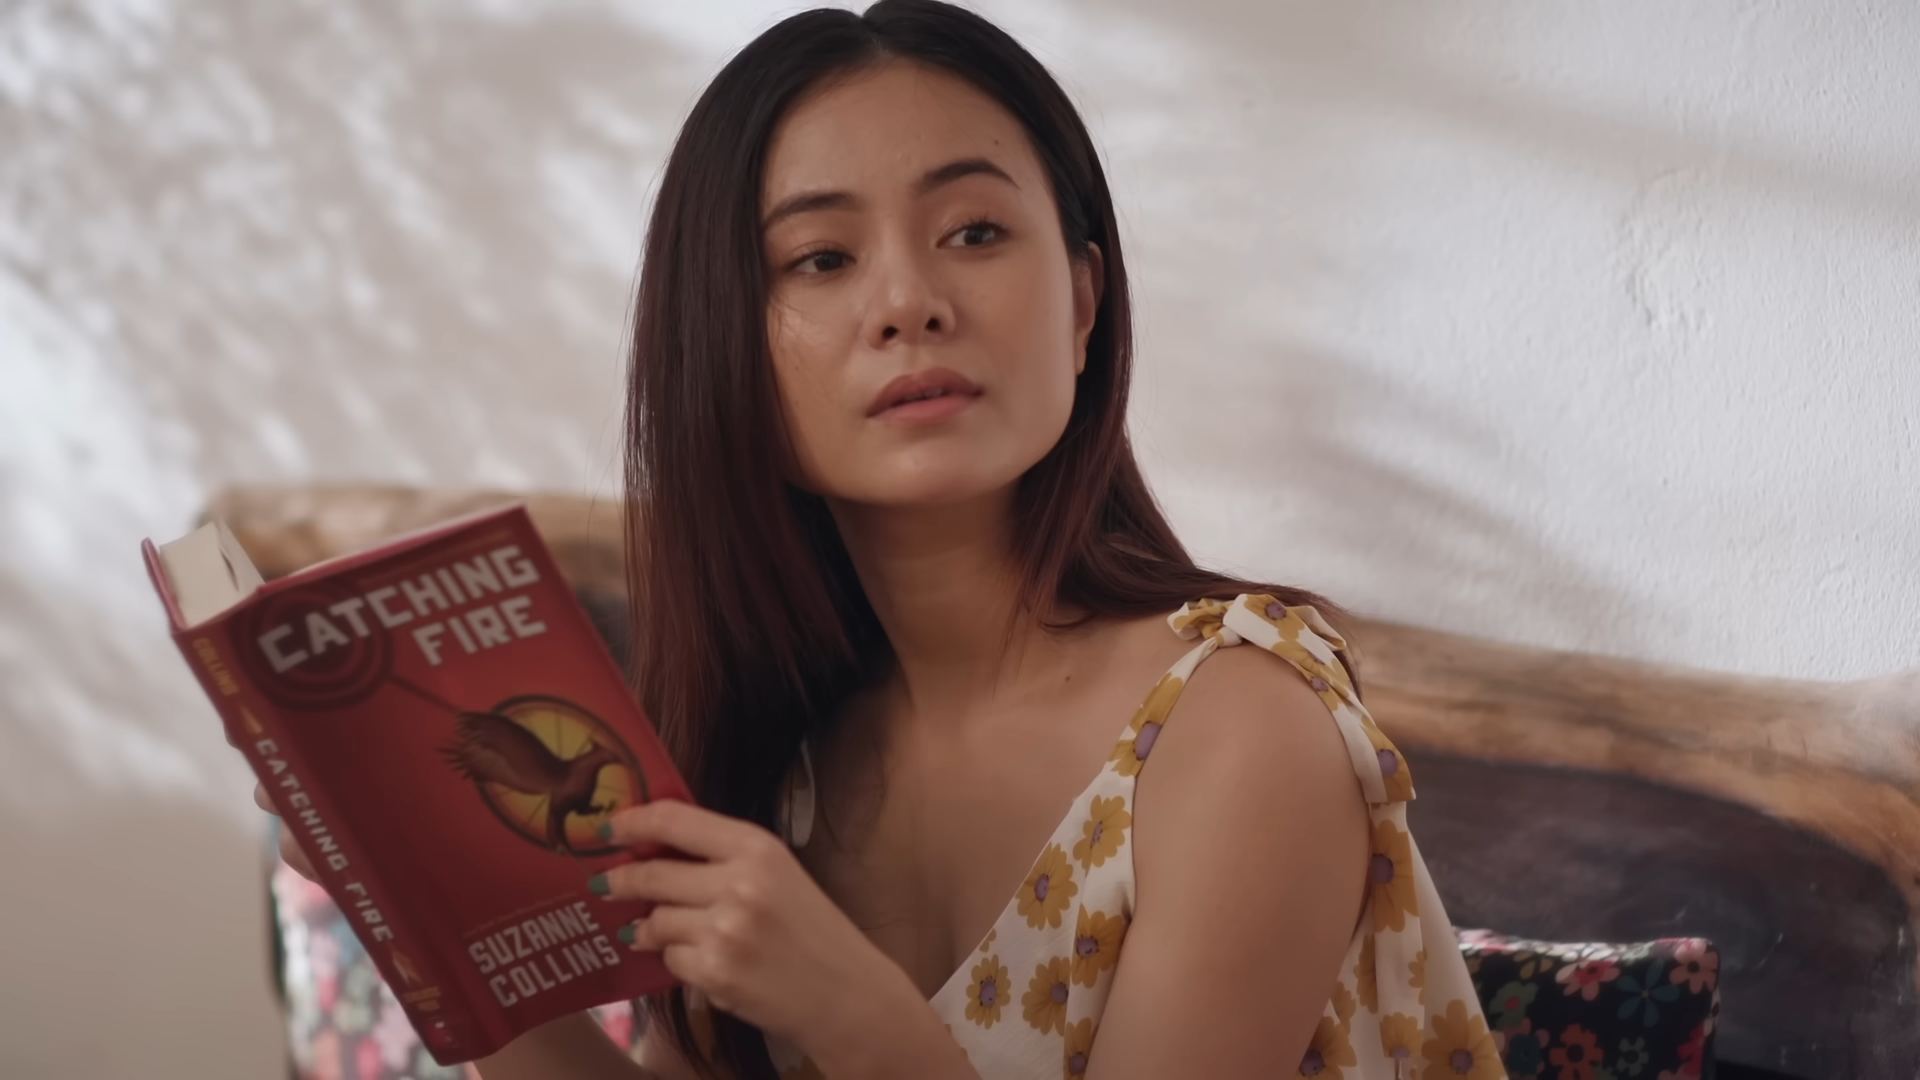 CATCHING
FIRE
SUZANNE
COLLINS
COLLINS
CATCHING FIRE